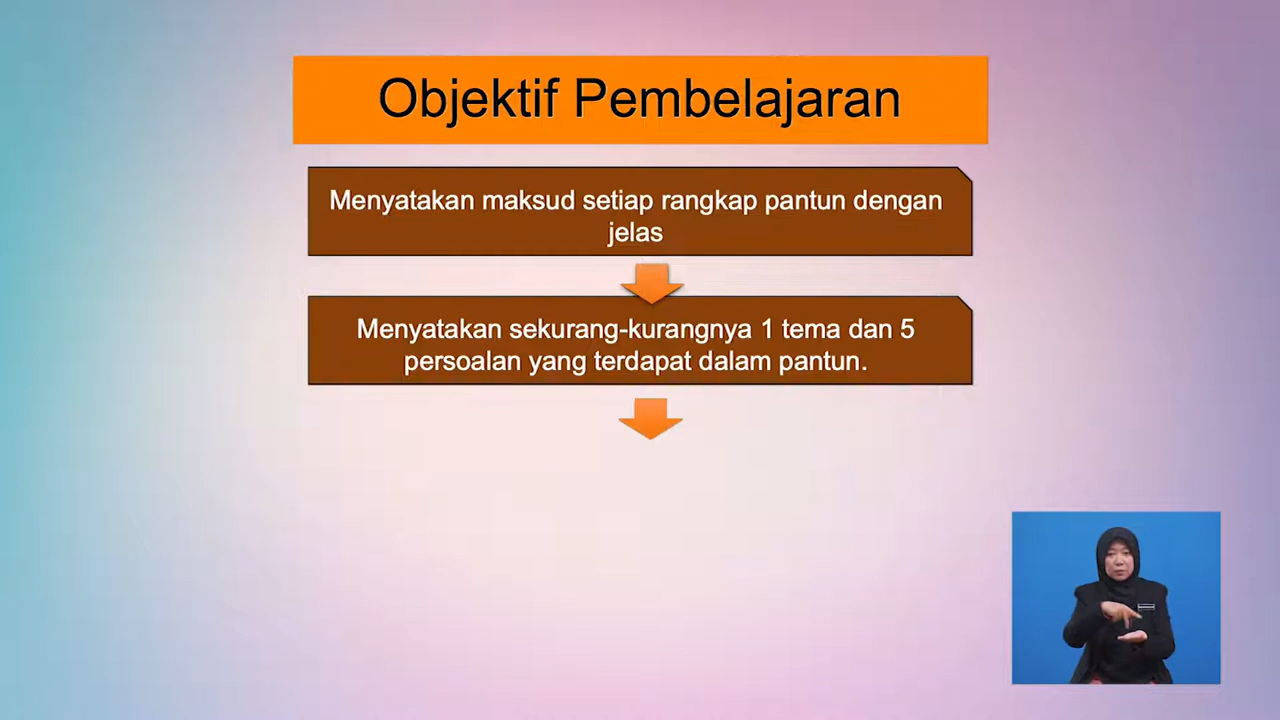 Objektif Pembelajaran
Menyatakan maksud setiap rangkap pantun dengan
jelas
Menyatakan sekurang-kurangnya 1 tema dan 5
persoalan yang terdapat dalam pantun.